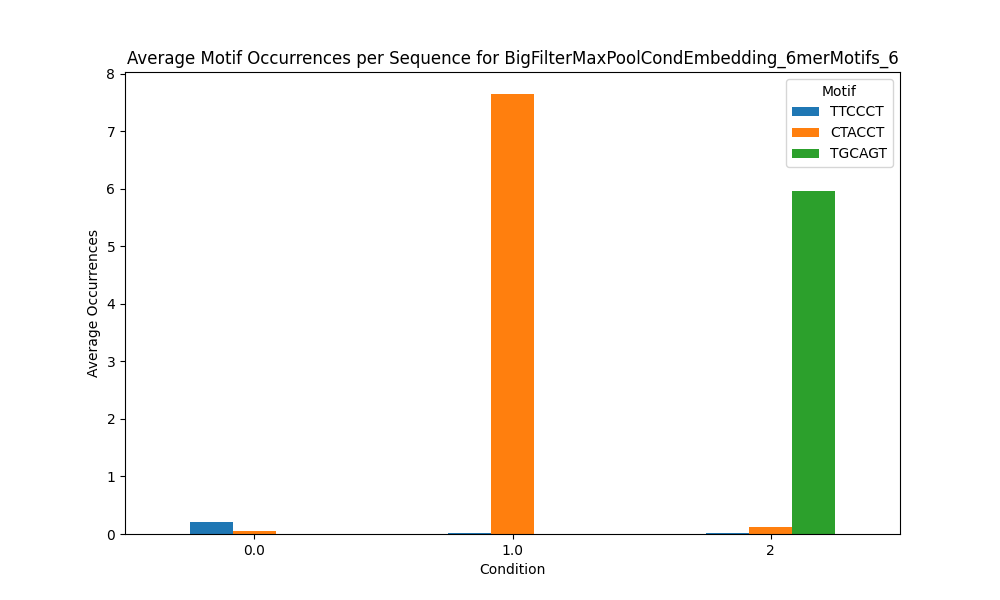 Average Motif Occurrences per Sequence for BigFilterMaxPoolCondEmbedding_6merMotifs_6
8
7
6
5
4
3
2
1
0
Average Occurrences
Motif
TTCCCT
CTACCT
TGCAGT
0.0
1.0
2
Condition